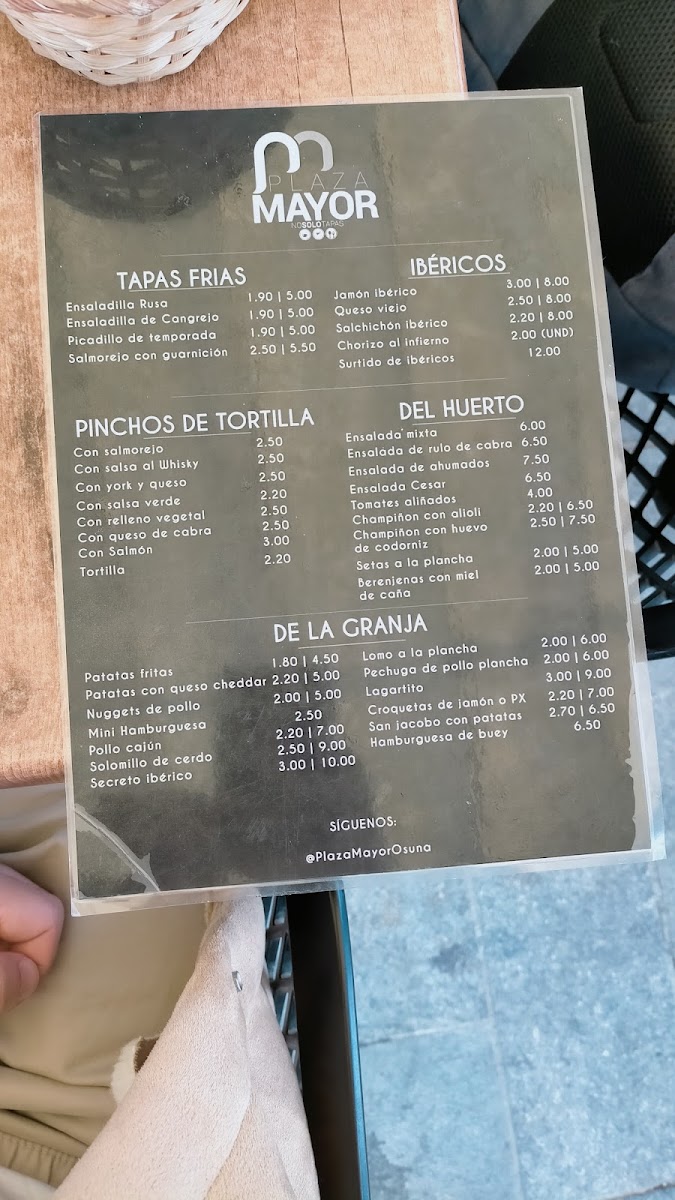 PLAZA
MAYOR
NOSOLOTAPAS
TAPAS FRIAS
Ensaladilla Rusa 1.90 | 5.00
Ensaladilla de Cangrejo 1.90 | 5.00
Picadillo de temporada 1.90 | 5.00
Salmorejo con guarnición 2.50 | 5.50
IBÉRICOS
Jamón ibérico 3.00 | 8.00
Queso viejo 2.50 | 8.00
Salchichón ibérico 2.20 | 8.00
Chorizo al infierno 2.00 (UND)
Surtido de ibéricos 12.00
PINCHOS DE TORTILLA
Con salmorejo 2.50
Con salsa al Whisky 2.50
Con york y queso 2.50
Con salsa verde 2.20
Con relleno vegetal 2.50
Con queso de cabra 2.50
Con Salmón 3.00
Tortilla 2.20
DEL HUERTO
Ensalada mixta 6.00
Ensalada de rulo de cabra 6.50
Ensalada de ahumados 7.50
Ensalada Cesar 6.50
Tomates aliñados 4.00
Champiñon con alioli 2.20 | 6.50
Champiñon con huevo 2.50 | 7.50
de codorniz
Setas a la plancha 2.00 | 5.00
Berenjenas con miel 2.00 | 5.00
de caña
DE LA GRANJA
Patatas fritas 1.80 | 4.50
Patatas con queso cheddar 2.20 | 5.00
Nuggets de pollo 2.00 | 5.00
Mini Hamburguesa 2.50
Pollo cajún 2.20 | 7.00
Solomillo de cerdo 2.50 | 9.00
Secreto ibérico 3.00 | 10.00
Lomo a la plancha 2.00 | 6.00
Pechuga de pollo plancha 2.00 | 6.00
Lagartito 3.00 | 9.00
Croquetas de jamón o PX 2.20 | 7.00
San jacobo con patatas 2.70 | 6.50
Hamburguesa de buey 6.50
SÍGUENOS:
@PlazaMayorOsuna